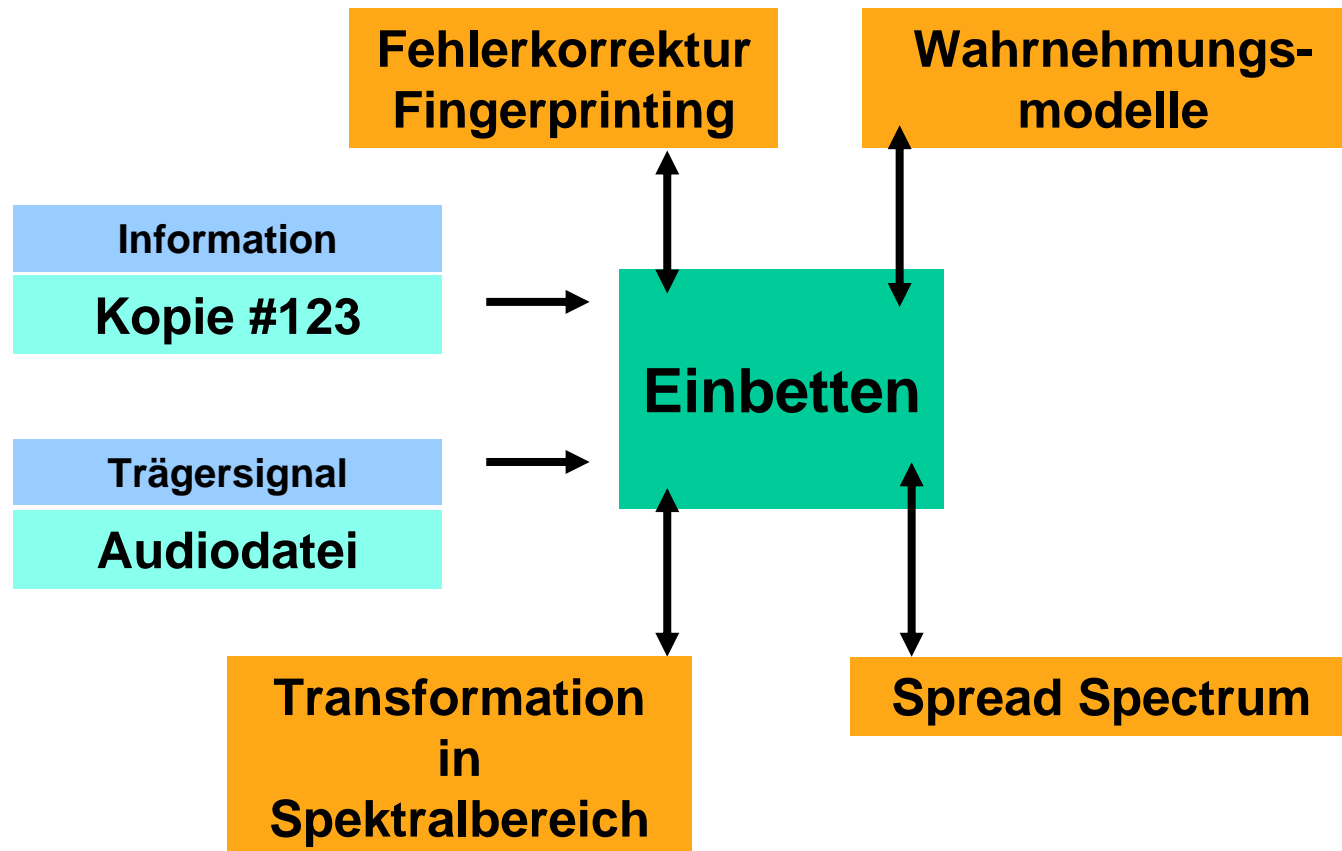 Fehlerkorrektur
Fingerprinting
Wahrnehmungs-
modelle
Information
Kopie #123
Einbetten
Trägersignal
Audiodatei
Transformation
in
Spektralbereich
Spread Spectrum